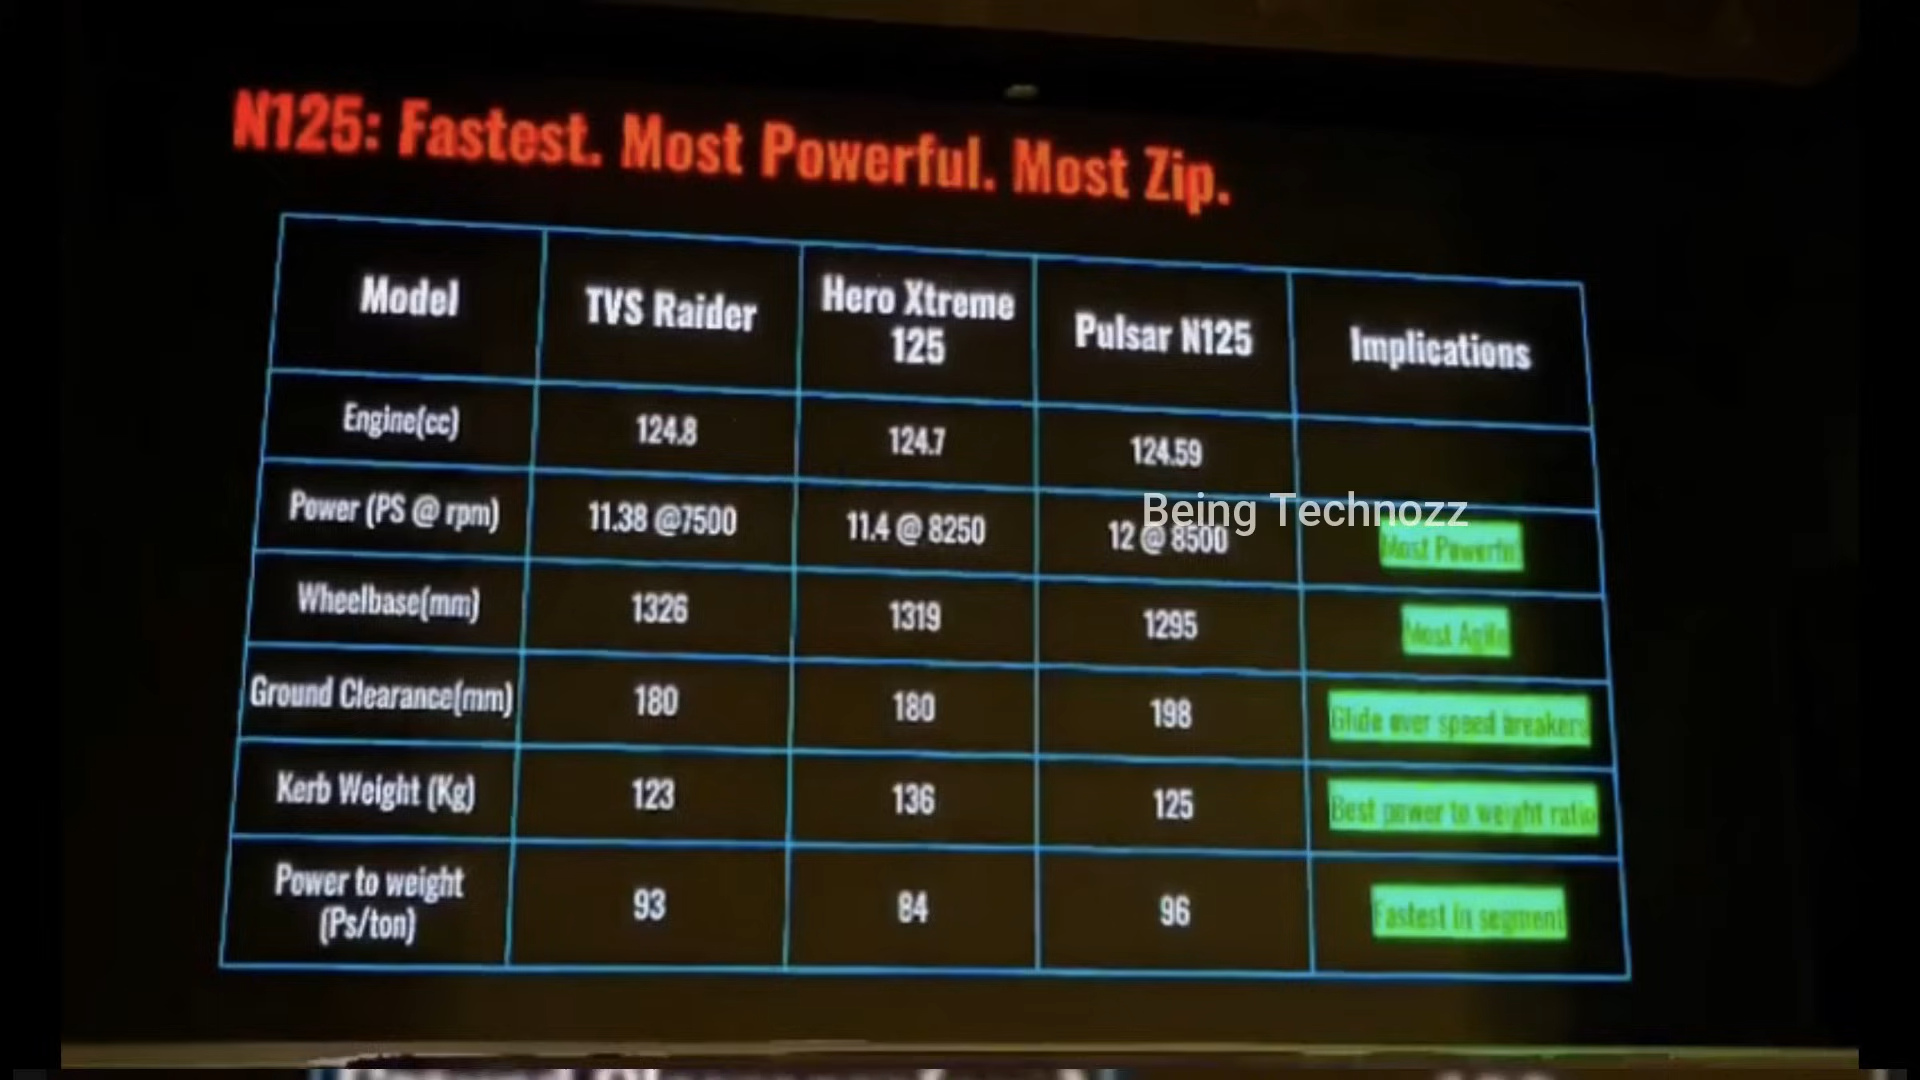 N125: Fastest. Most Powerful. Most Zip.
Model TVS Raider Hero Xtreme 125 Pulsar N125 Implications
Engine(cc) 124.8 124.7 124.59
Power (PS @ rpm) 11.38 @7500 11.4 @ 8250 12 @ 8500 Most Powerful
Being Technozz
Wheelbase(mm) 1326 1319 1295 Most Agile
Ground Clearance(mm) 180 180 198 Glide over speed breakers
Kerb Weight (Kg) 123 136 125 Best power to weight ratio
Power to weight (Ps/ton) 93 84 96 Fastest in segment